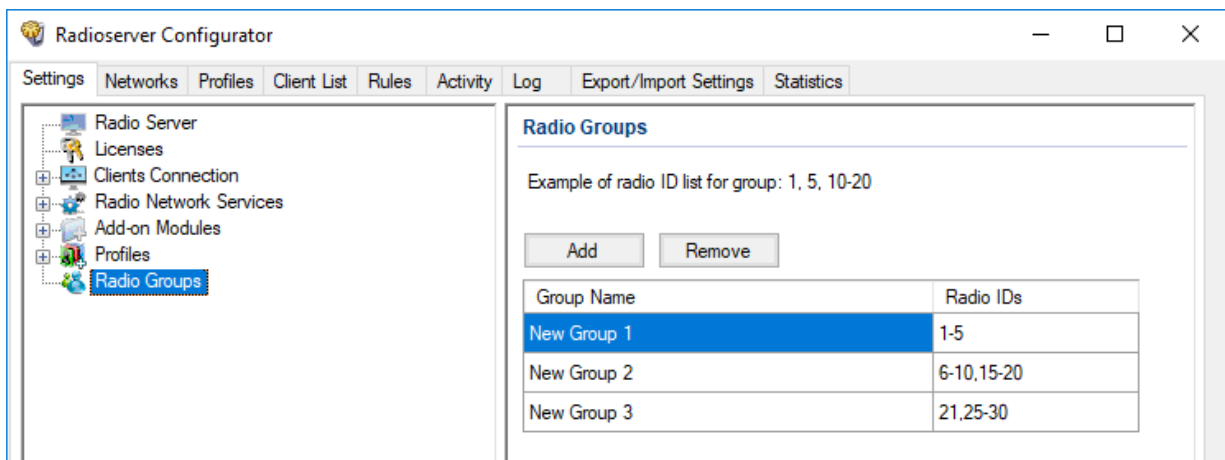 Radioserver Configurator
Settings Networks Profiles Client List Rules Activity Log Export/Import Settings Statistics
Radio Server
Licenses
Clients Connection
Radio Network Services
Add-on Modules
Profiles
Radio Groups
Radio Groups
Example of radio ID list for group: 1, 5, 10-20
Add Remove
Group Name Radio IDs
New Group 1 1-5
New Group 2 6-10,15-20
New Group 3 21,25-30